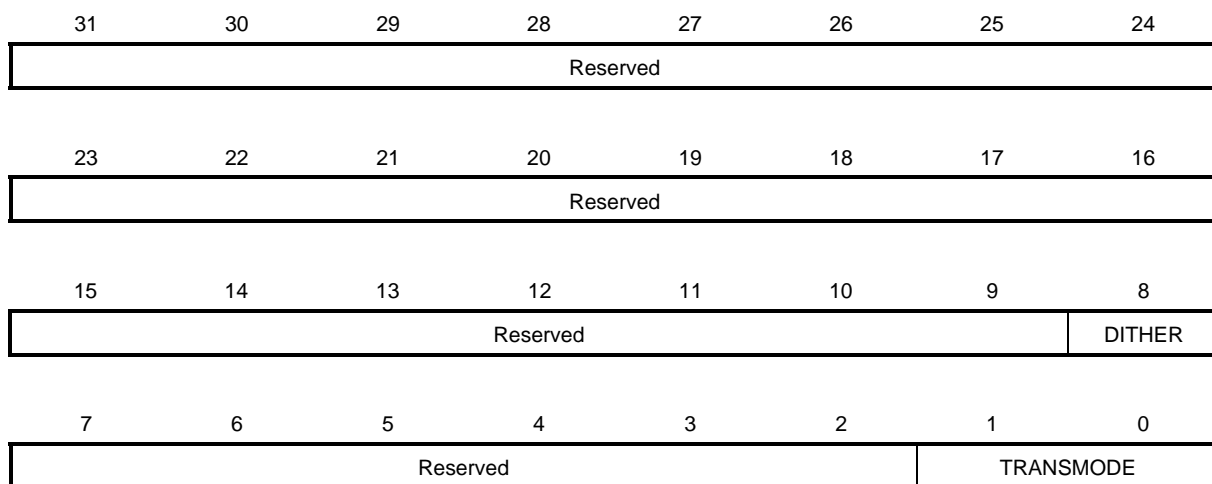 31 30 29 28 27 26 25 24
Reserved
23 22 21 20 19 18 17 16
Reserved
15 14 13 12 11 10 9 8
Reserved DITHER
7 6 5 4 3 2 1 0
Reserved TRANSMODE